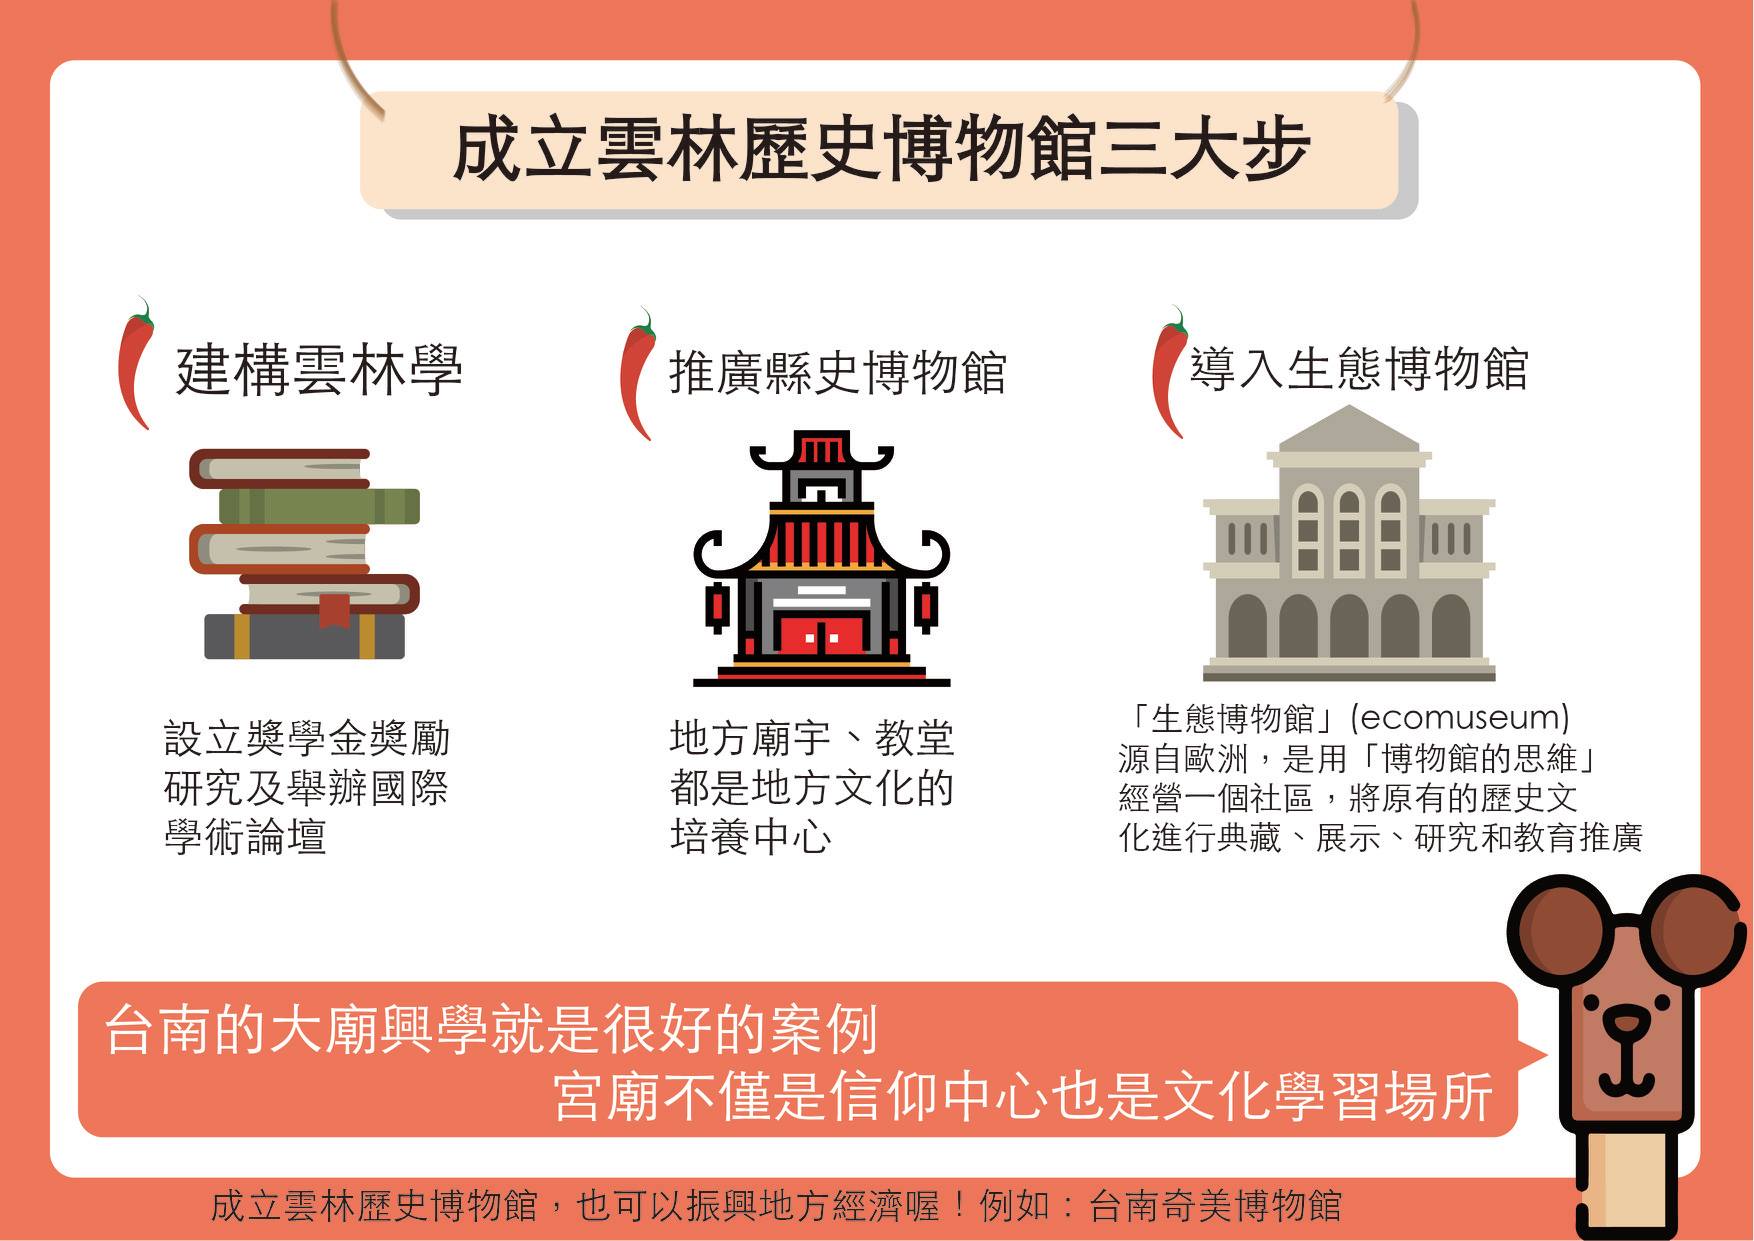 成立雲林歷史博物館三大步
建構雲林學
設立獎學金獎勵
研究及舉辦國際
學術論壇
推廣縣史博物館
地方廟宇、教堂
都是地方文化的
培養中心
導入生態博物館
「生態博物館」(ecomuseum)
源自歐洲，是用「博物館的思維」
經營一個社區，將原有的歷史文
化進行典藏、展示、研究和教育推廣
台南的大廟興學就是很好的案例
宮廟不僅是信仰中心也是文化學習場所
成立雲林歷史博物館，也可以振興地方經濟喔！例如：台南奇美博物館